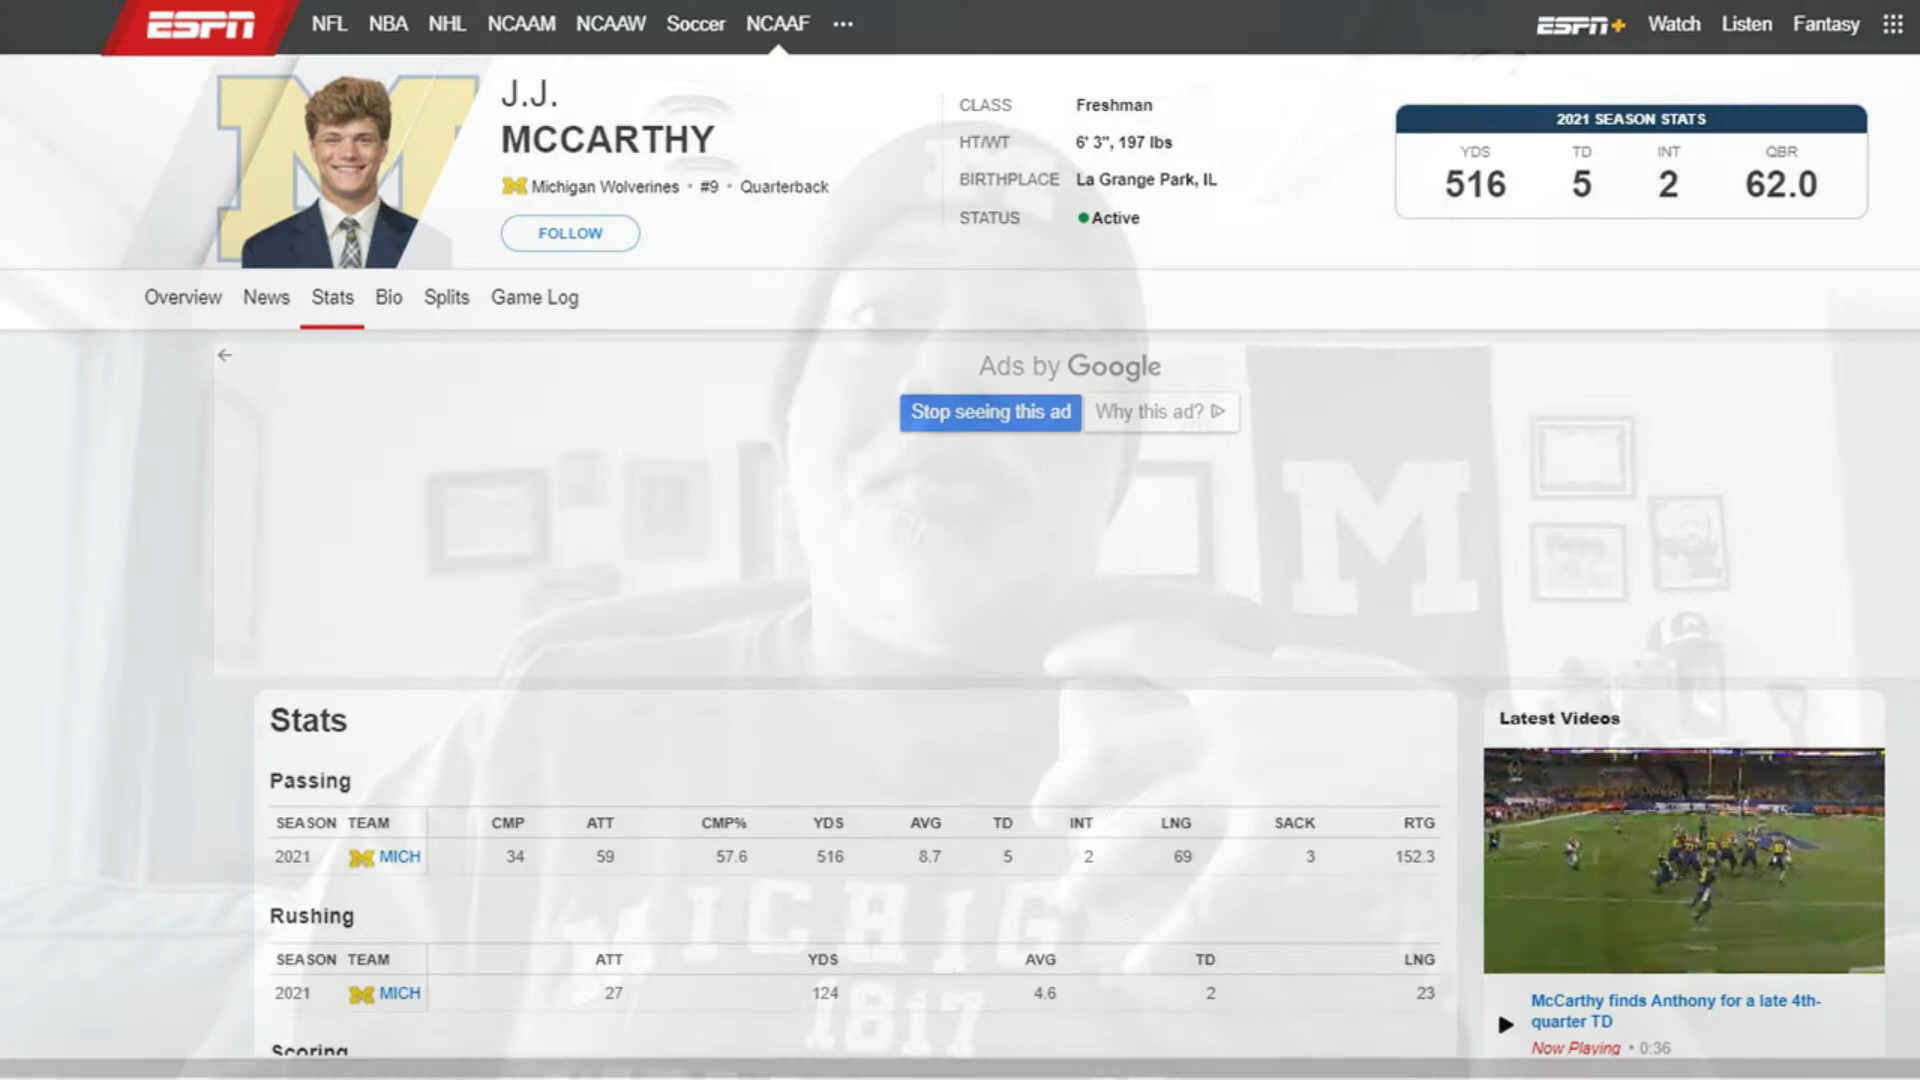 ESPN NFL NBA NHL NCAAM NCAAW Soccer NCAAF ... ESPN+ Watch Listen Fantasy
J.J.
MCCARTHY
Michigan Wolverines • #9 • Quarterback
FOLLOW
CLASS Freshman
HT/WT 6' 3", 197 lbs
BIRTHPLACE La Grange Park, IL
STATUS Active
2021 SEASON STATS
YDS TD INT QBR
516 5 2 62.0
Overview News Stats Bio Splits Game Log
Ads by Google
Stop seeing this ad Why this ad?
M
Stats
Passing
SEASON TEAM CMP ATT CMP% YDS AVG TD INT LNG SACK RTG
2021 MICH 34 59 57.6 516 8.7 5 2 69 3 152.3
Rushing
SEASON TEAM ATT YDS AVG TD LNG
2021 MICH 27 124 4.6 2 23
Scoring
MICHIG
1817
Latest Videos
McCarthy finds Anthony for a late 4th-
quarter TD
Now Playing • 0:36